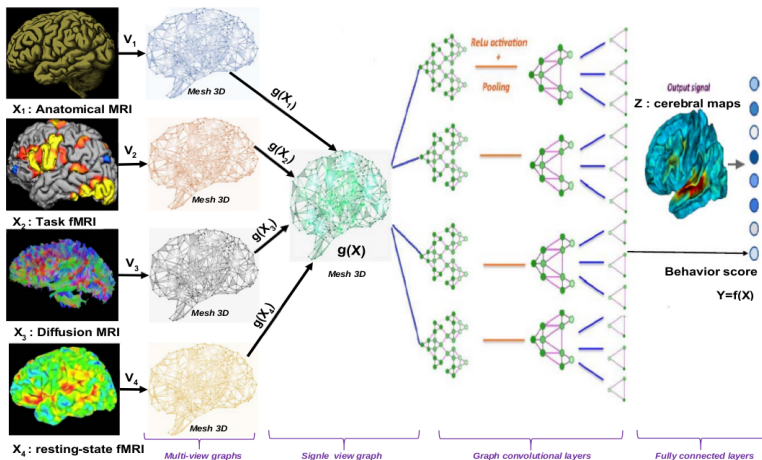 V1
Mesh 3D
X1 : Anatomical MRI
g(X1)
V2
Mesh 3D
X2 : Task fMRI
g(X2)
V3
Mesh 3D
X3 : Diffusion MRI
g(X3)
V4
Mesh 3D
X4 : resting-state fMRI
g(X4)
g(X)
Mesh 3D
ReLu activation
+
Pooling
Output signal
Z : cerebral maps
Behavior score
Y=f(X)
Multi-view graphs
Signle view graph
Graph convolutional layers
Fully connected layers